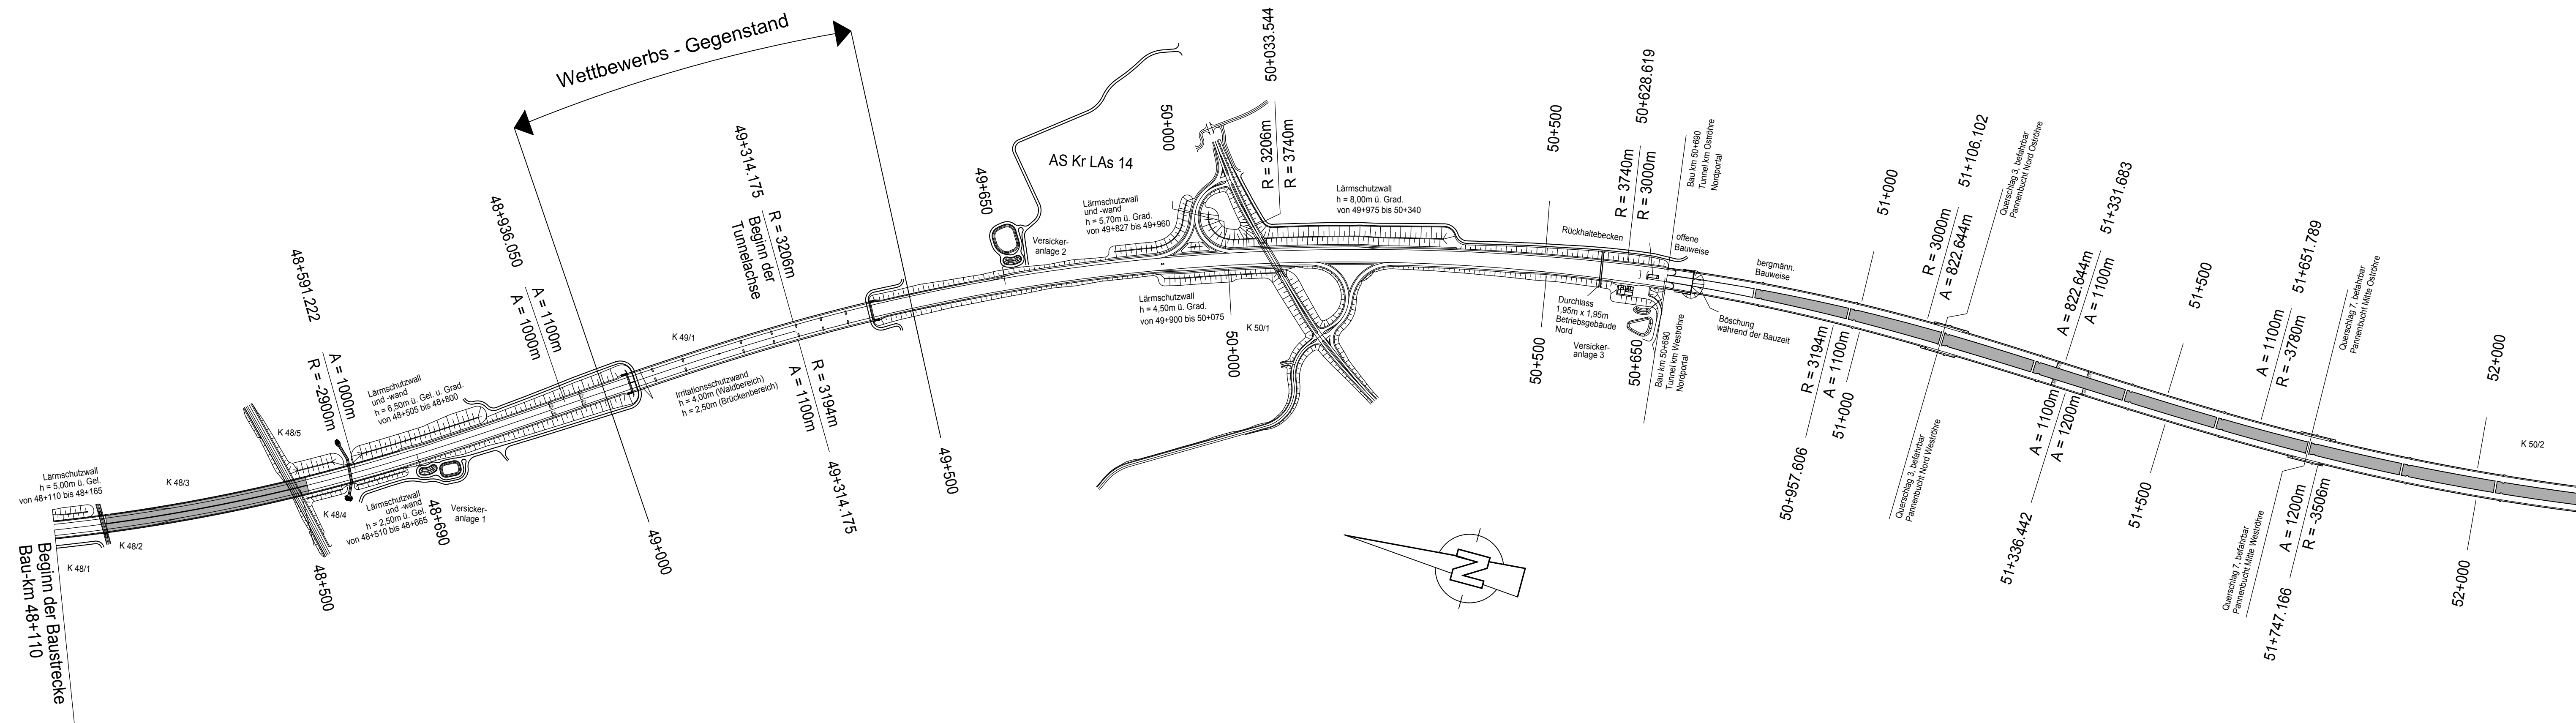 Wettbewerbs - Gegenstand
Beginn der Baustrecke
Bau-km 48+110
Lärmschutzwall
h = 5,00m ü. Gel.
von 48+110 bis 48+165
K 48/1
K 48/2
K 48/3
K 48/4
K 48/5
48+500
48+591.222
A = 1000m
R = -2900m
Lärmschutzwall
und -wand
h = 6,50m ü. Gel. u. Grad.
von 48+505 bis 48+800
Lärmschutzwall
und -wand
h = 2,50m ü. Gel.
von 48+510 bis 48+665
48+690
Versicker-
anlage 1
48+936.050
A = 1100m
A = 1000m
49+000
K 49/1
Irritationsschutzwand
h = 4,00m (Waldbereich)
h = 2,50m (Brückenbereich)
49+314.175
R = 3206m
Beginn der
Tunnelachse
R = 3194m
A = 1100m
49+314.175
49+500
49+650
Versicker-
anlage 2
AS Kr LAs 14
Lärmschutzwall
und -wand
h = 5,70m ü. Grad.
von 49+827 bis 49+960
50+000
50+033.544
R = 3206m
R = 3740m
Lärmschutzwall
h = 8,00m ü. Grad.
von 49+975 bis 50+340
Lärmschutzwall
h = 4,50m ü. Grad.
von 49+900 bis 50+075
50+000
K 50/1
N
50+500
50+500
Rückhaltebecken
50+628.619
R = 3740m
R = 3000m
offene
Bauweise
Bau km 50+690
Tunnel km Oströhre
Nordportal
Durchlass
1,95m x 1,95m
Betriebsgebäude
Nord
Versicker-
anlage 3
50+650
Bau km 50+690
Tunnel km Weströhre
Nordportal
Böschung
während der Bauzeit
bergmänn.
Bauweise
51+000
R = 3194m
A = 1100m
50+957.606
51+000
51+106.102
R = 3000m
A = 822.644m
Querschlag 3, befahrbar
Pannenbucht Nord Oströhre
Querschlag 3, befahrbar
Pannenbucht Nord Weströhre
51+331.683
A = 822.644m
A = 1100m
A = 1100m
A = 1200m
51+336.442
51+500
51+500
51+651.789
A = 1100m
R = -3780m
Querschlag 7, befahrbar
Pannenbucht Mitte Oströhre
Querschlag 7, befahrbar
Pannenbucht Mitte Weströhre
A = 1200m
R = -3506m
51+747.166
52+000
52+000
K 50/2